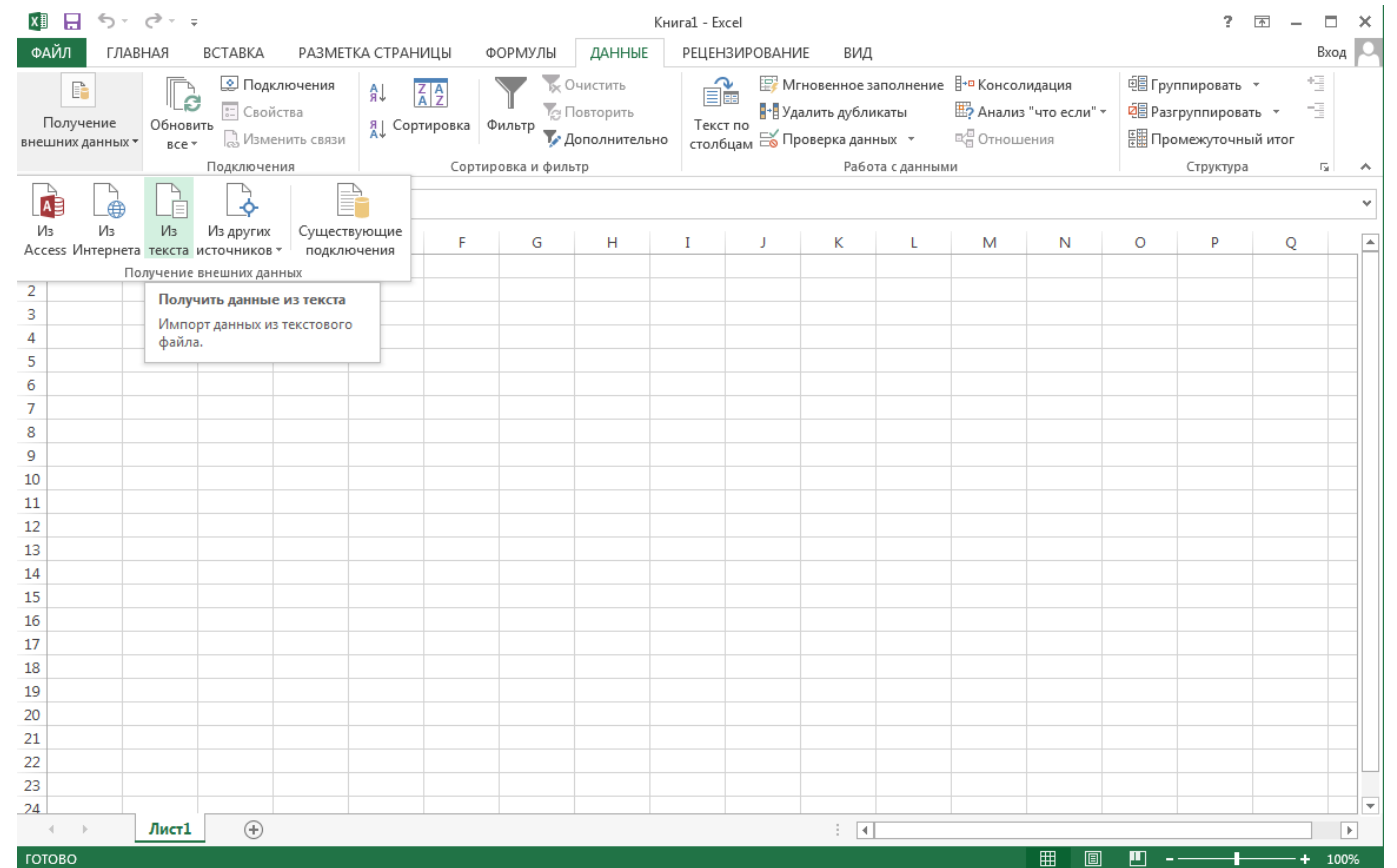 Книга1 - Excel
?
ФАЙЛ ГЛАВНАЯ ВСТАВКА РАЗМЕТКА СТРАНИЦЫ ФОРМУЛЫ ДАННЫЕ РЕЦЕНЗИРОВАНИЕ ВИД Вход
Получение
внешних данных
Обновить
все
Подключения
Свойства
Изменить связи
Подключения
Сортировка
Фильтр
Очистить
Повторить
Дополнительно
Сортировка и фильтр
Текст по
столбцам
Мгновенное заполнение
Удалить дубликаты
Проверка данных
Консолидация
Анализ "что если"
Отношения
Работа с данными
Группировать
Разгруппировать
Промежуточный итог
Структура
Из
Access
Из
Интернета
Из
текста
Из других
источников
Существующие
подключения
Получение внешних данных
Получить данные из текста
Импорт данных из текстового
файла.
F G H I J K L M N O P Q
2
3
4
5
6
7
8
9
10
11
12
13
14
15
16
17
18
19
20
21
22
23
24
Лист1
ГОТОВО
100%